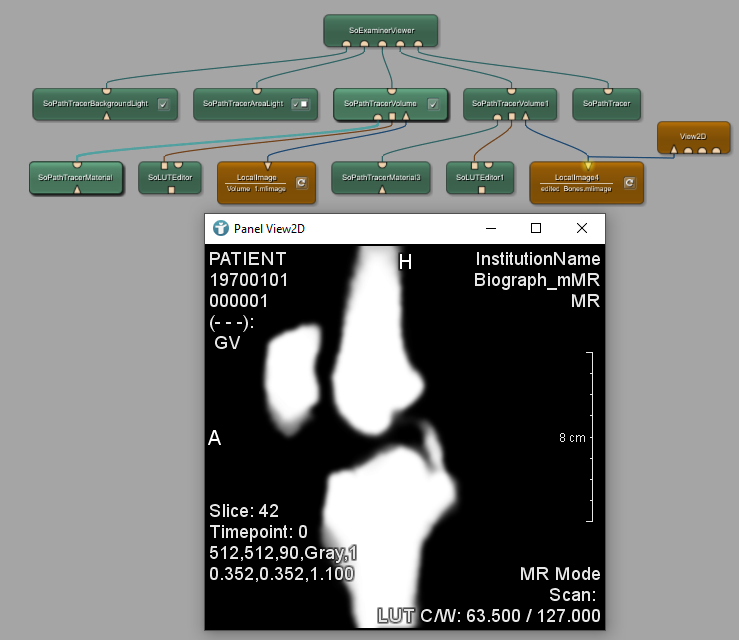 SoExaminerViewer
SoPathTracerBackgroundLight
SoPathTracerAreaLight
SoPathTracerVolume
SoPathTracerVolume1
SoPathTracer
View2D
SoPathTracerMaterial
SoLUTEditor
LocalImage
Volume_1.mlimage
SoPathTracerMaterial3
SoLUTEditor1
LocalImage4
edited_Bones.mlimage
Panel View2D
PATIENT
19700101
000001
(- - -):
GV
H
InstitutionName
Biograph_mMR
MR
A
8 cm
Slice: 42
Timepoint: 0
512,512,90,Gray,1
0.352,0.352,1.100
MR Mode
Scan:
LUT C/W: 63.500 / 127.000